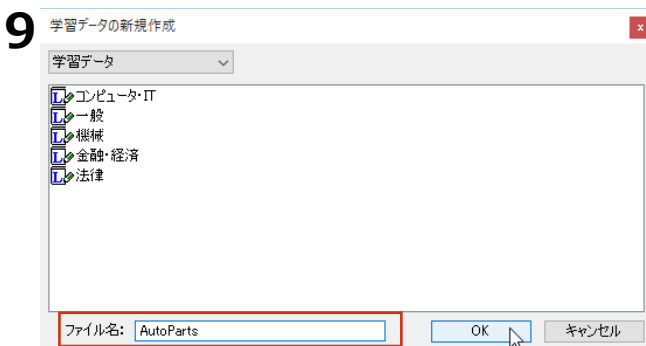 9
学習データの新規作成
x
学習データ
コンピュータ・IT
一般
機械
金融・経済
法律
ファイル名: AutoParts
OK
キャンセル